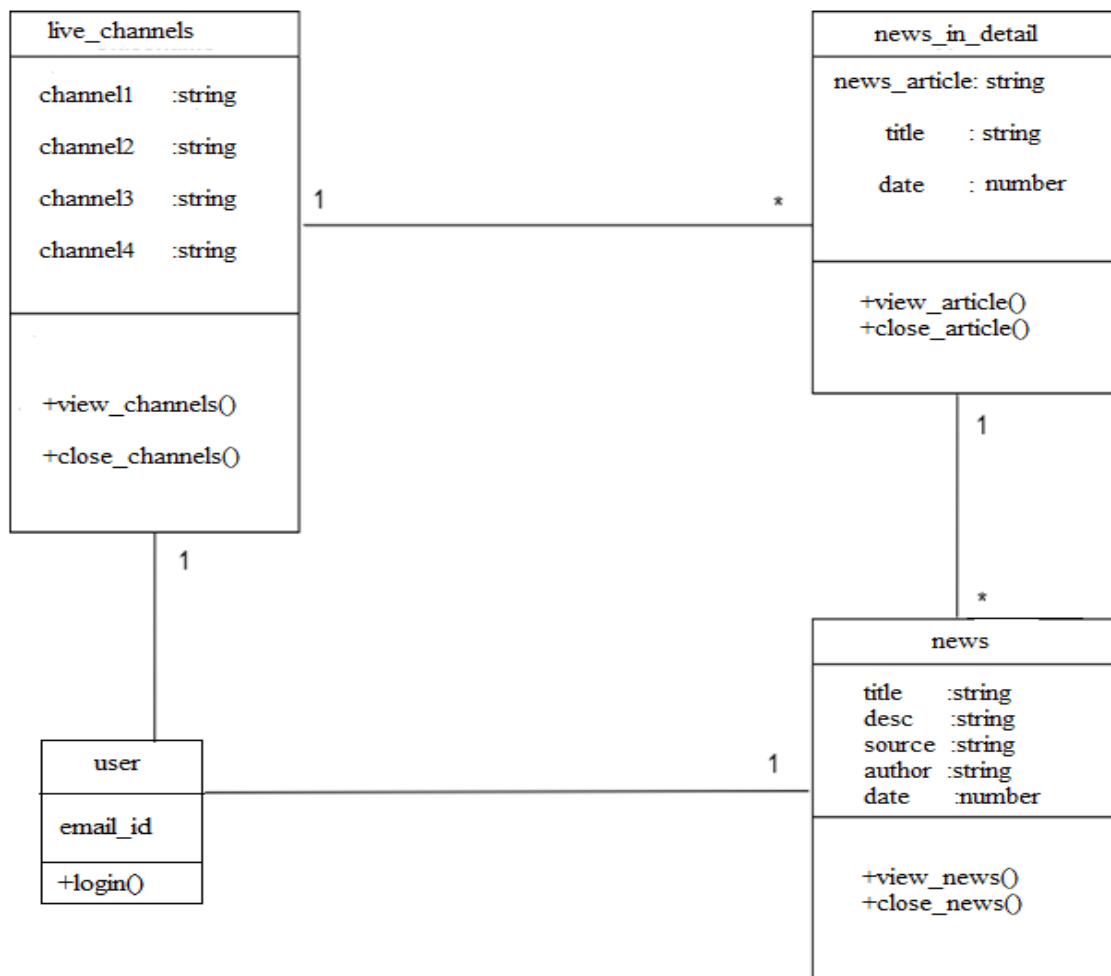 live_channels
channel1 :string
channel2 :string
channel3 :string
channel4 :string
+view_channels()
+close_channels()
1
*
news_in_detail
news_article: string
title : string
date : number
+view_article()
+close_article()
1
1
*
user
email_id
+login()
1
news
title :string
desc :string
source :string
author :string
date :number
+view_news()
+close_news()